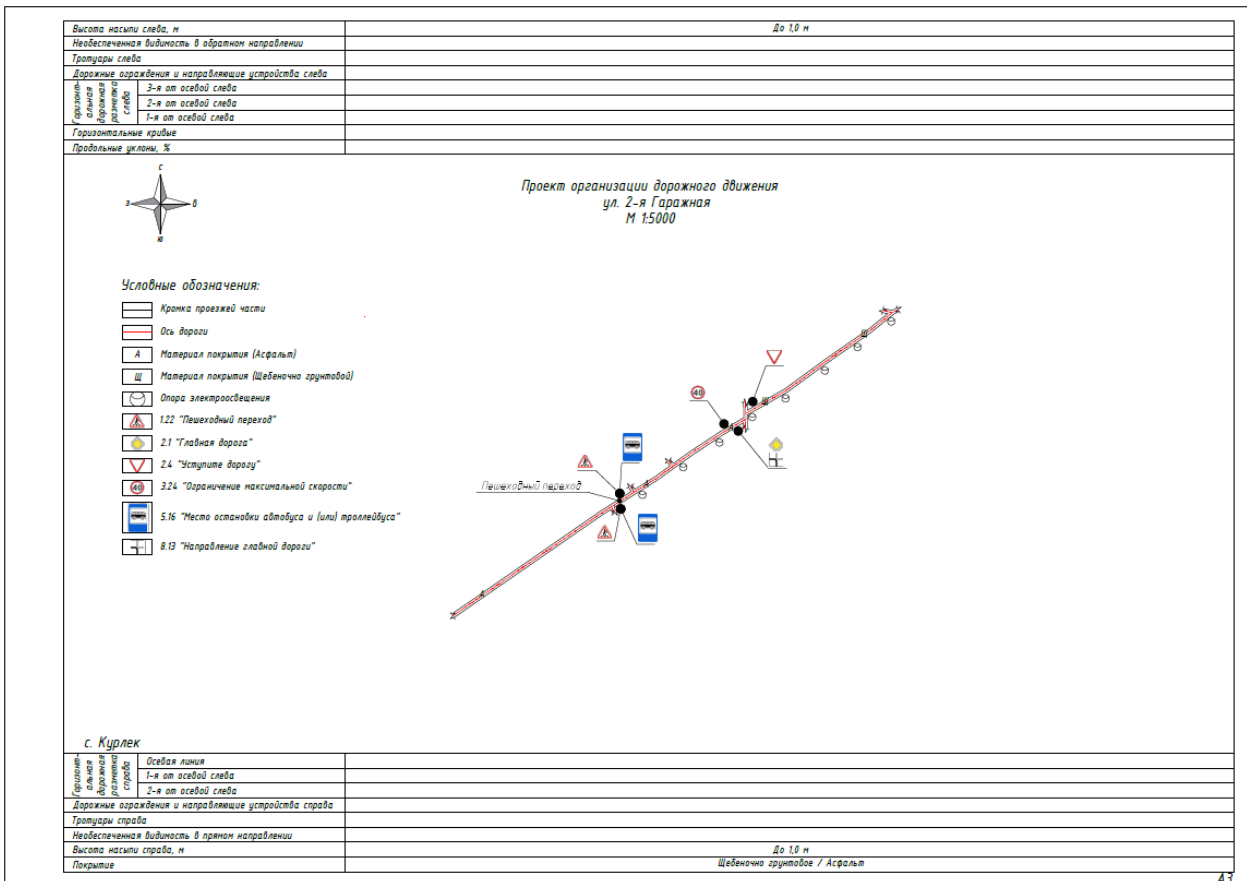 Высота насыпи слева, м
До 1,0 м
Необеспеченная видимость в обратном направлении
Тротуары слева
Дорожные ограждения и направляющие устройства слева
Горизонт-
альная
дорожная
разметка
слева
3-я от осевой слева
2-я от осевой слева
1-я от осевой слева
Горизонтальные кривые
Продольные уклоны, %
с
з
в
ю
Проект организации дорожного движения
ул. 2-я Гаражная
М 1:5000
Условные обозначения:
Кромка проезжей части
Ось дороги
А Материал покрытия (Асфальт)
Щ Материал покрытия (Щебеночно грунтовой)
Опора электроосвещения
1.22 "Пешеходный переход"
2.1 "Главная дорога"
2.4 "Уступите дорогу"
40 3.24 "Ограничение максимальной скорости"
5.16 "Место остановки автобуса и (или) троллейбуса"
8.13 "Направление главной дороги"
Щ
40
Щ
А
Пешеходный переход
А
А
с. Курлек
Горизонт-
альная
дорожная
разметка
справа
Осевая линия
1-я от осевой слева
2-я от осевой слева
Дорожные ограждения и направляющие устройства справа
Тротуары справа
Необеспеченная видимость в прямом направлении
Высота насыпи справа, м
До 1,0 м
Покрытие
Щебеночно грунтовое / Асфальт
А3